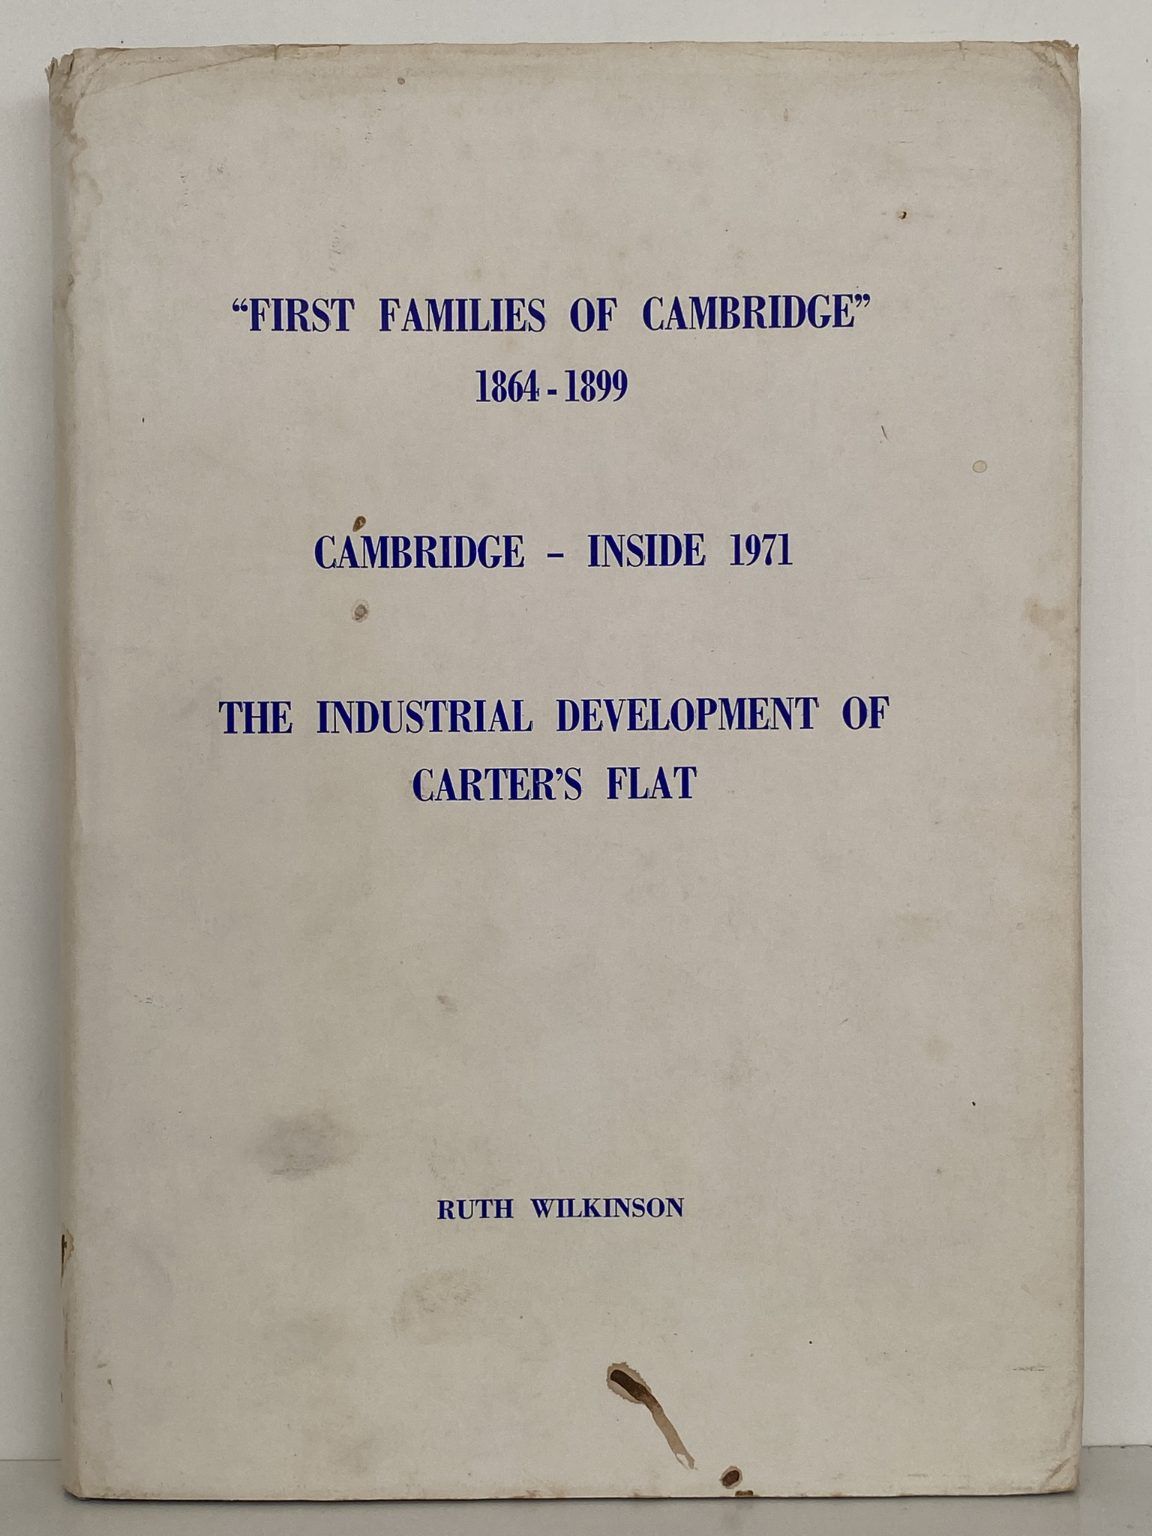 “FIRST FAMILIES OF CAMBRIDGE”
1864 - 1899
CAMBRIDGE – INSIDE 1971
THE INDUSTRIAL DEVELOPMENT OF
CARTER’S FLAT
RUTH WILKINSON